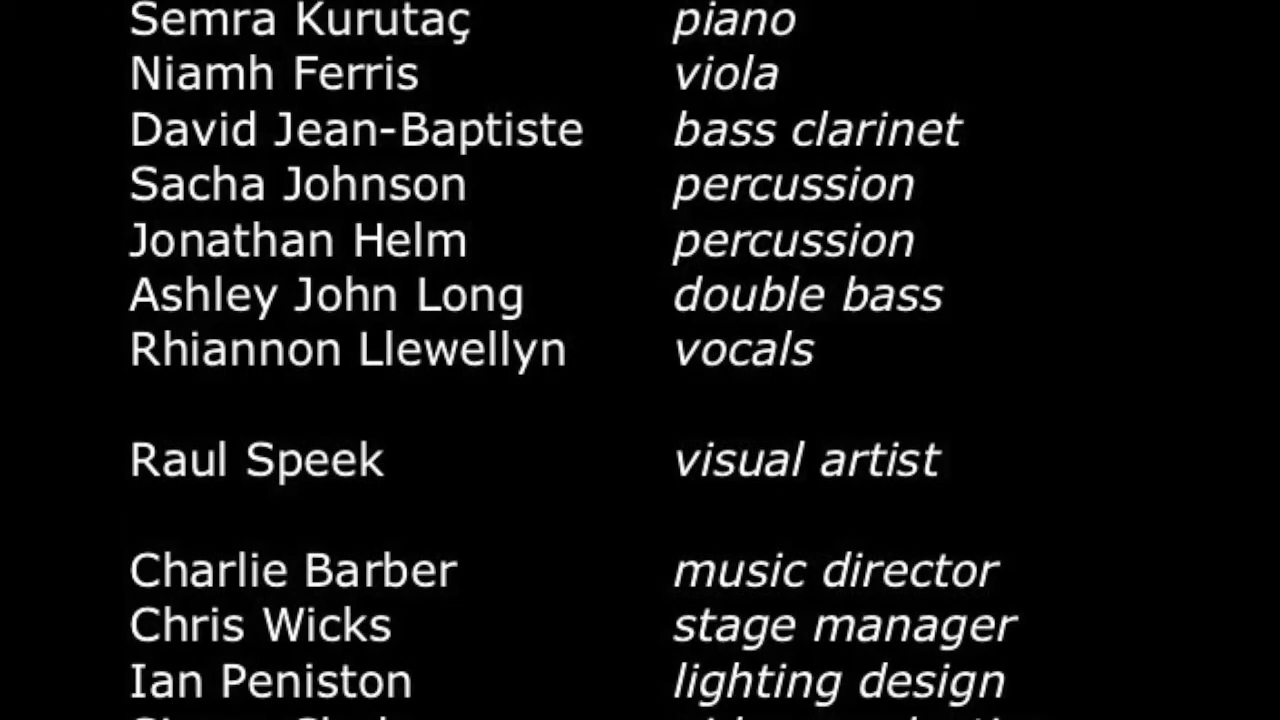 Semra Kurutaç piano
Niamh Ferris viola
David Jean-Baptiste bass clarinet
Sacha Johnson percussion
Jonathan Helm percussion
Ashley John Long double bass
Rhiannon Llewellyn vocals
Raul Speek visual artist
Charlie Barber music director
Chris Wicks stage manager
Ian Peniston lighting design